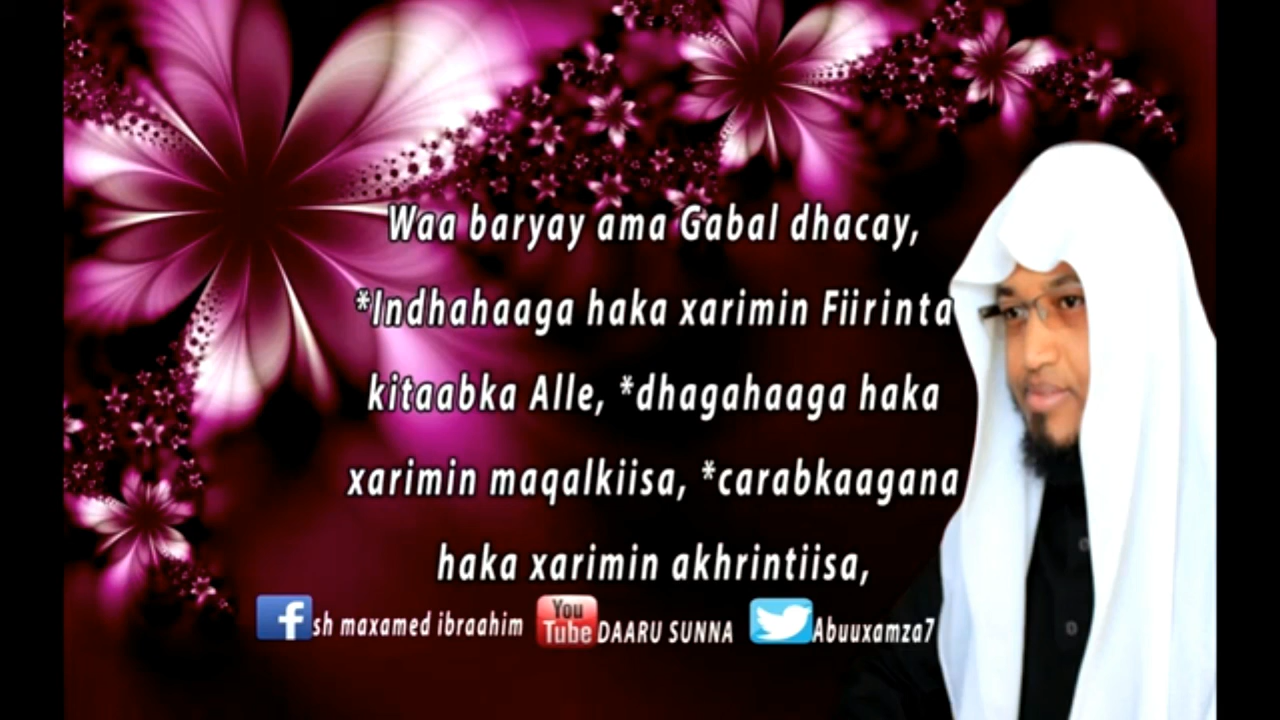 Waa baryay ama Gabal dhacay,
*Indhahaaga haka xarimin Fiirinta
kitaabka Alle, *dhagahaaga haka
xarimin maqalkiisa, *carabkaagana
haka xarimin akhrintiisa,
f sh maxamed ibraahim You Tube DAARU SUNNA Abuuxamza7